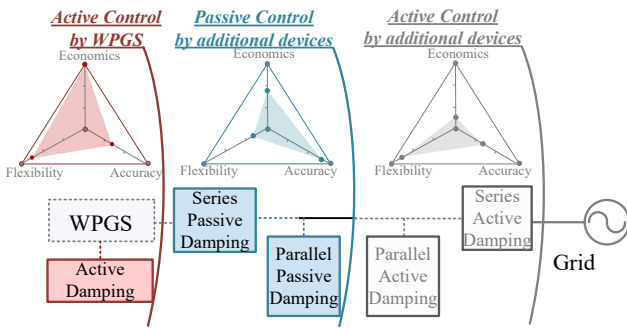 Active Control
by WPGS
Passive Control
by additional devices
Active Control
by additional devices
Economics
Flexibility
Accuracy
Economics
Flexibility
Accuracy
Economics
Flexibility
Accuracy
WPGS
Active
Damping
Series
Passive
Damping
Parallel
Passive
Damping
Parallel
Active
Damping
Series
Active
Damping
Grid